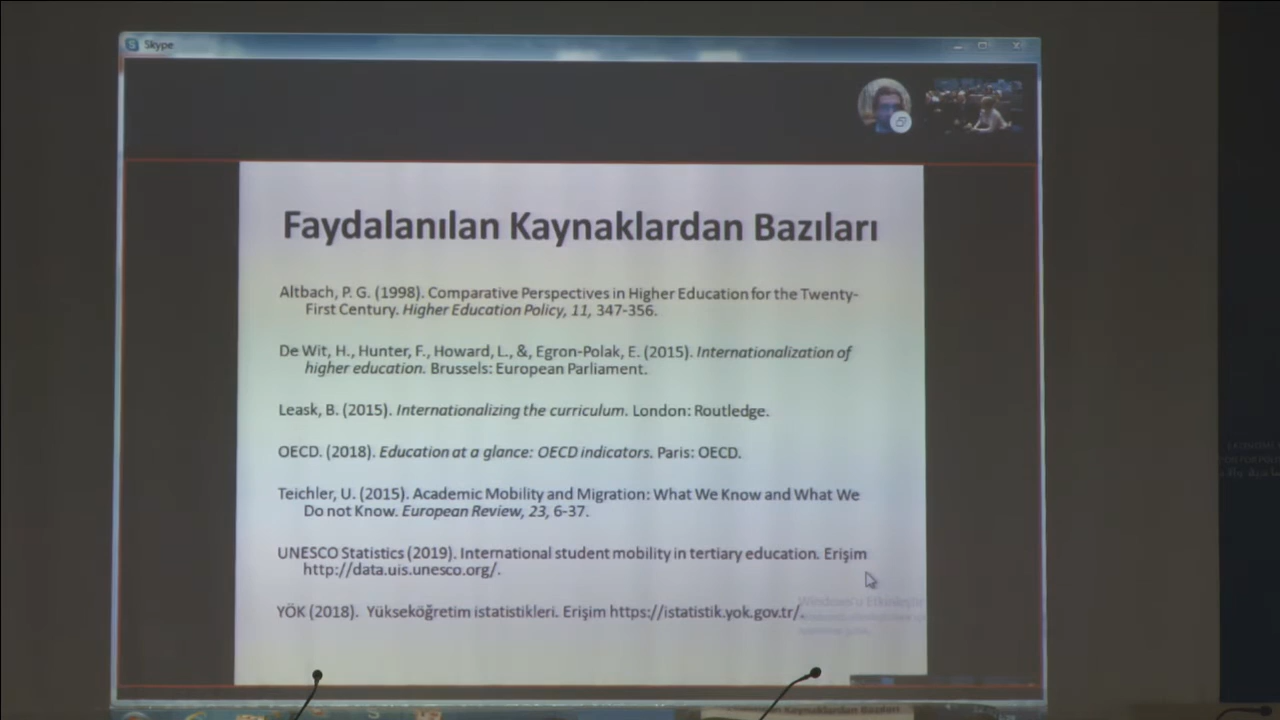 Skype
Faydalanılan Kaynaklardan Bazıları
Altbach, P. G. (1998). Comparative Perspectives in Higher Education for the Twenty-
First Century. Higher Education Policy, 11, 347-356.
De Wit, H., Hunter, F., Howard, L., &, Egron-Polak, E. (2015). Internationalization of
higher education. Brussels: European Parliament.
Leask, B. (2015). Internationalizing the curriculum. London: Routledge.
OECD. (2018). Education at a glance: OECD indicators. Paris: OECD.
Teichler, U. (2015). Academic Mobility and Migration: What We Know and What We
Do not Know. European Review, 23, 6-37.
UNESCO Statistics (2019). International student mobility in tertiary education. Erişim
http://data.uis.unesco.org/.
YÖK (2018). Yükseköğretim istatistikleri. Erişim https://istatistik.yok.gov.tr/.
Windows'u Etkinleştir
Faydalanılan Kaynaklardan Bazıları